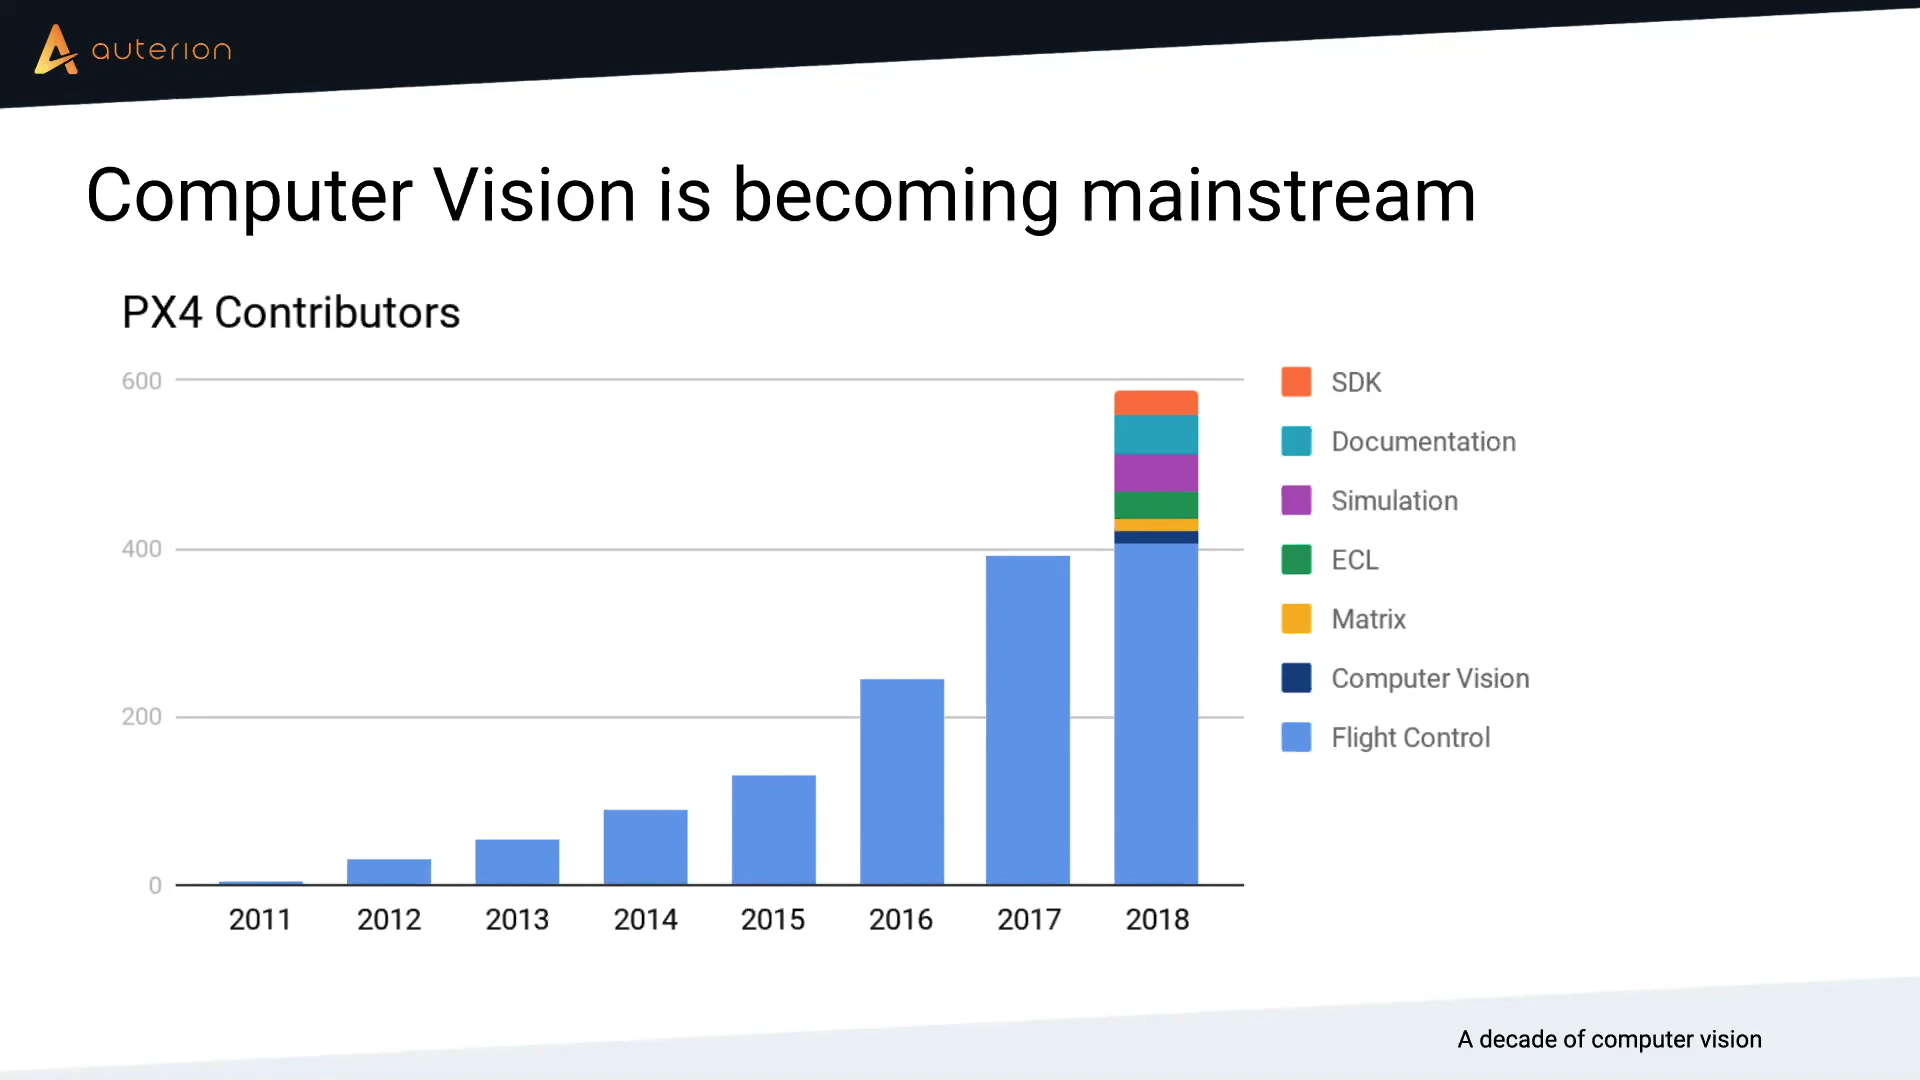 auterion
Computer Vision is becoming mainstream
PX4 Contributors
600
400
200
0
2011 2012 2013 2014 2015 2016 2017 2018
SDK
Documentation
Simulation
ECL
Matrix
Computer Vision
Flight Control
A decade of computer vision